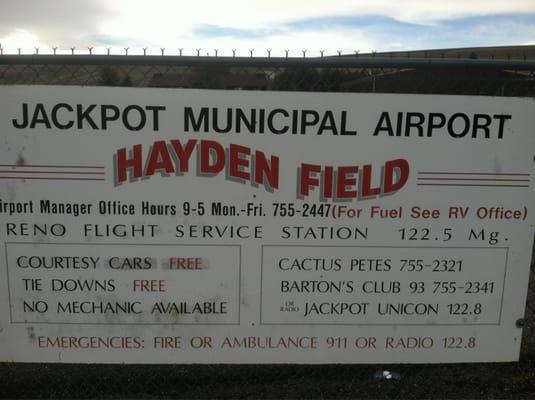 JACKPOT MUNICIPAL AIRPORT
HAYDEN FIELD
irport Manager Office Hours 9-5 Mon.-Fri. 755-2447 (For Fuel See RV Office)
RENO FLIGHT SERVICE STATION 122.5 Mg.
COURTESY CARS FREE
TIE DOWNS FREE
NO MECHANIC AVAILABLE
CACTUS PETES 755-2321
BARTON'S CLUB 93 755-2341
OR RADIO JACKPOT UNICON 122.8
EMERGENCIES: FIRE OR AMBULANCE 911 OR RADIO 122.8